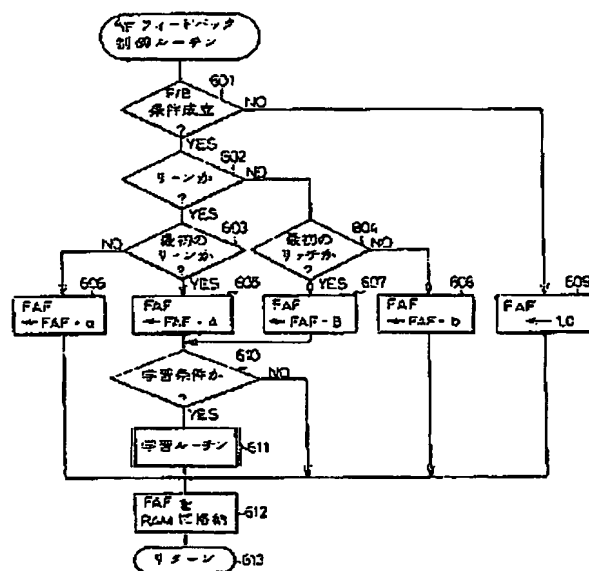 A/Fフィードバック
制御ルーチン
601
F/B
条件成立
?
NO
YES
602
リーンか
?
NO
YES
603
最初の
リーンか
?
NO
YES
604
最初の
リッチか
?
NO
YES
606
FAF
←FAF+a
605
FAF
←FAF+A
607
FAF
←FAF-B
608
FAF
←FAF-b
609
FAF
←1.0
610
学習条件か
?
NO
YES
学習ルーチン
611
FAFを
RAMに格納
612
リターン
613